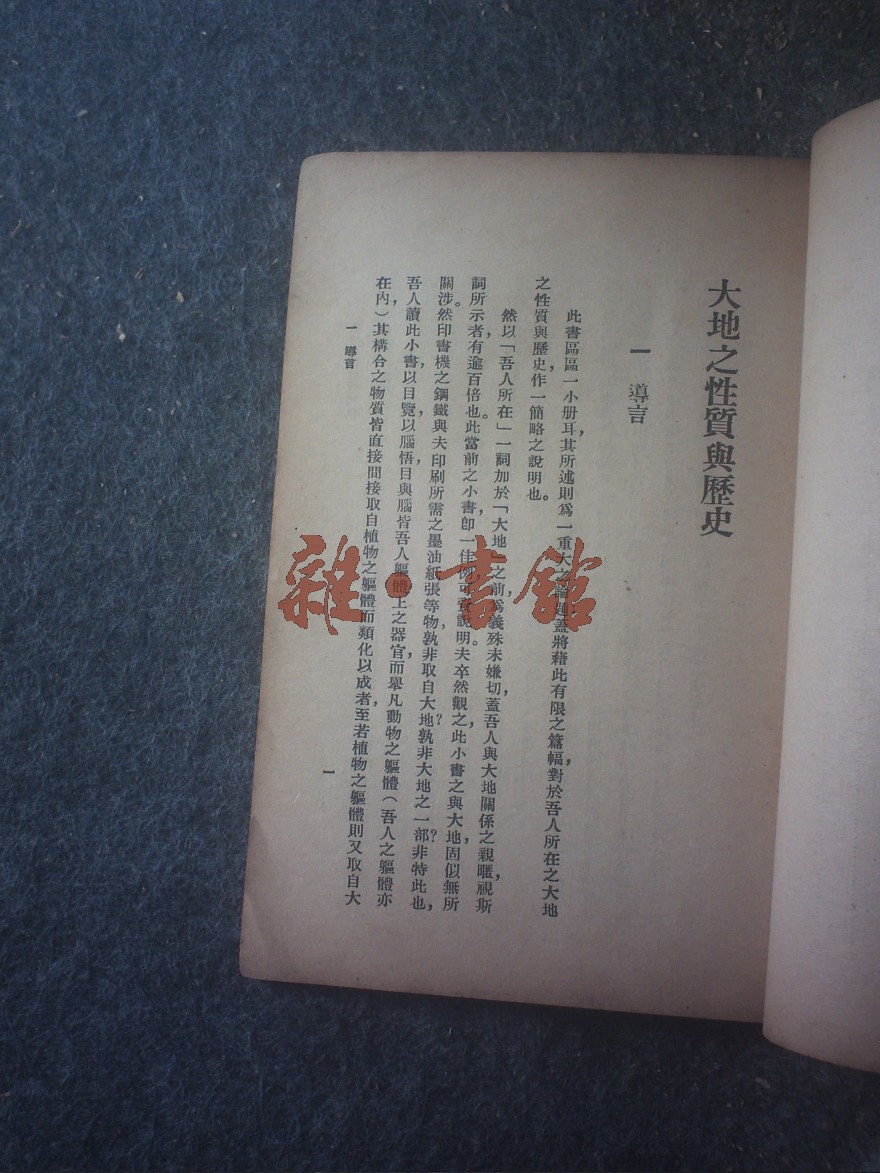 大地之性質與歷史
一 導言
此書區區一小册耳，其所述則爲一重大之論題，蓋將藉此有限之篇幅，對於吾人所在之大地
之性質與歷史，作一簡略之說明也。
然以「吾人所在」一詞加於「大地」之前，爲義殊未嫌切，蓋吾人與大地關係之親暱，視斯
詞所示者，有逾百倍也。此當前之小書，卽一佳例，可資說明。夫卒然觀之，此小書之與大地，固似無所
關涉。然印書機之鋼鐵，與夫印刷所需之墨油紙張等物，孰非取自大地？孰非大地之一部？非特此也，
吾人讀此小書，以目覽，以腦悟，目與腦皆吾人軀體上之器官，而舉凡動物之軀體（吾人之軀體亦
在內）其構合之物質，皆直接間接取自植物之軀體而類化以成者，至若植物之軀體，則又取自大
一 導言
一
雜·書館